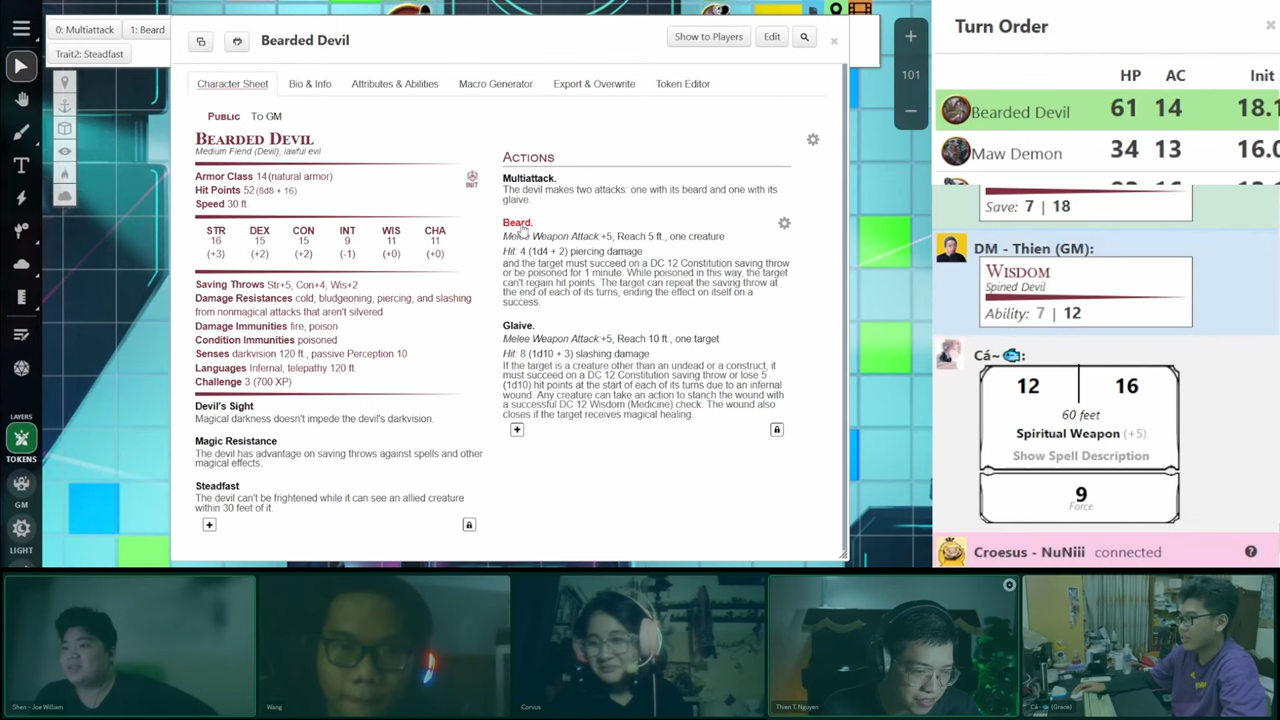 0: Multiattack
1: Beard
Trait2: Steadfast
Bearded Devil
Show to Players
Edit
Character Sheet
Bio & Info
Attributes & Abilities
Macro Generator
Export & Overwrite
Token Editor
PUBLIC To GM
BEARDED DEVIL
Medium Fiend (Devil), lawful evil
Armor Class 14 (natural armor)
Hit Points 52 (8d8 + 16)
Speed 30 ft.
INIT
STR DEX CON INT WIS CHA
16 15 15 9 11 11
(+3) (+2) (+2) (-1) (+0) (+0)
Saving Throws Str+5, Con+4, Wis+2
Damage Resistances cold; bludgeoning, piercing, and slashing
from nonmagical attacks that aren't silvered
Damage Immunities fire, poison
Condition Immunities poisoned
Senses darkvision 120 ft., passive Perception 10
Languages Infernal, telepathy 120 ft.
Challenge 3 (700 XP)
Devil's Sight
Magical darkness doesn't impede the devil's darkvision.
Magic Resistance
The devil has advantage on saving throws against spells and other
magical effects.
Steadfast
The devil can't be frightened while it can see an allied creature
within 30 feet of it.
ACTIONS
Multiattack.
The devil makes two attacks: one with its beard and one with its
glaive.
Beard.
Melee Weapon Attack:+5, Reach 5 ft., one creature
Hit: 4 (1d4 + 2) piercing damage
and the target must succeed on a DC 12 Constitution saving throw
or be poisoned for 1 minute. While poisoned in this way, the target
can't regain hit points. The target can repeat the saving throw at
the end of each of its turns, ending the effect on itself on a
success.
Glaive.
Melee Weapon Attack:+5, Reach 10 ft., one target
Hit: 8 (1d10 + 3) slashing damage
If the target is a creature other than an undead or a construct, it
must succeed on a DC 12 Constitution saving throw or lose 5
(1d10) hit points at the start of each of its turns due to an infernal
wound. Any creature can take an action to stanch the wound with
a successful DC 12 Wisdom (Medicine) check. The wound also
closes if the target receives magical healing.
101
LAYERS
TOKENS
GM
LIGHT
Turn Order
HP AC Init
Bearded Devil 61 14 18.1
Maw Demon 34 13 16.0
Save: 7 | 18
DM - Thien (GM):
WISDOM
Spined Devil
Ability: 7 | 12
Cá~🐟:
12 16
60 feet
Spiritual Weapon (+5)
Show Spell Description
9
Force
Croesus - NuNiii connected
Shen - Joe William
Wang
Corvus
Thien T. Nguyen
Cá~🐟 (Grace)